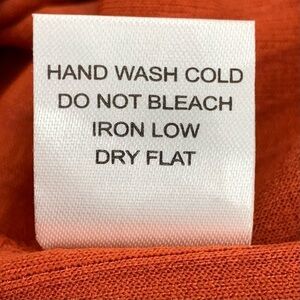 HAND WASH COLD
DO NOT BLEACH
IRON LOW
DRY FLAT